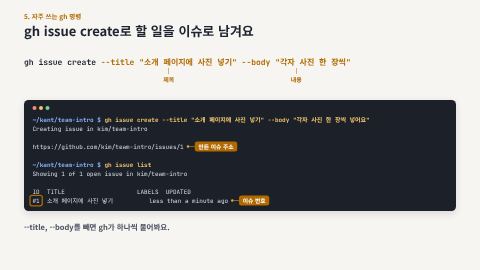 5. 자주 쓰는 gh 명령
gh issue create로 할 일을 이슈로 남겨요
gh issue create --title "소개 페이지에 사진 넣기" --body "각자 사진 한 장씩"
제목 내용
~/kant/team-intro $ gh issue create --title "소개 페이지에 사진 넣기" --body "각자 사진 한 장씩 넣어요"
Creating issue in kim/team-intro
https://github.com/kim/team-intro/issues/1 만든 이슈 주소
~/kant/team-intro $ gh issue list
Showing 1 of 1 open issue in kim/team-intro
ID TITLE LABELS UPDATED
#1 소개 페이지에 사진 넣기 less than a minute ago 이슈 번호
--title, --body를 빼면 gh가 하나씩 물어봐요.